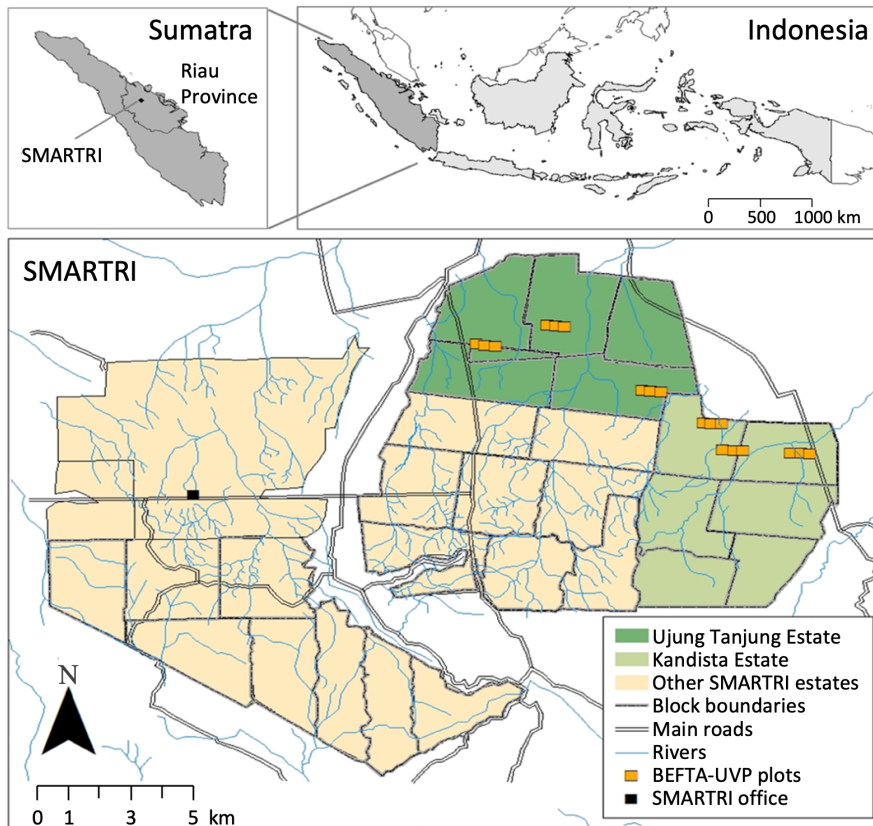 Sumatra
Riau
Province
SMARTRI
Indonesia
0 500 1000 km
SMARTRI
N
0 1 3 5 km
Ujung Tanjung Estate
Kandista Estate
Other SMARTRI estates
Block boundaries
Main roads
Rivers
BEFTA-UVP plots
SMARTRI office